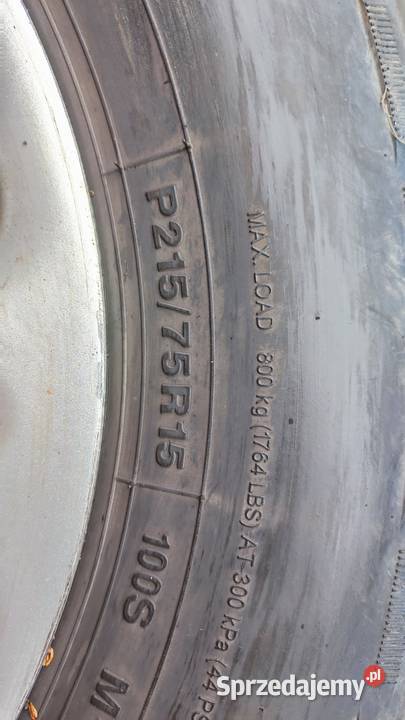 P215/75R15 100S M
MAX. LOAD 800 kg (1764 LBS) AT 300 kPa (44 PS
Sprzedajemy.pl